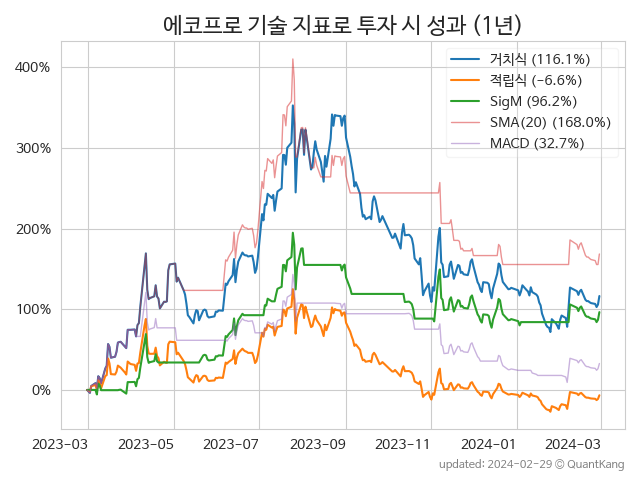 에코프로 기술 지표로 투자 시 성과 (1년)
거치식 (116.1%)
적립식 (−6.6%)
SigM (96.2%)
SMA(20) (168.0%)
MACD (32.7%)
400%
300%
200%
100%
0%
2023-03 2023-05 2023-07 2023-09 2023-11 2024-01 2024-03
updated: 2024-02-29 © QuantKang